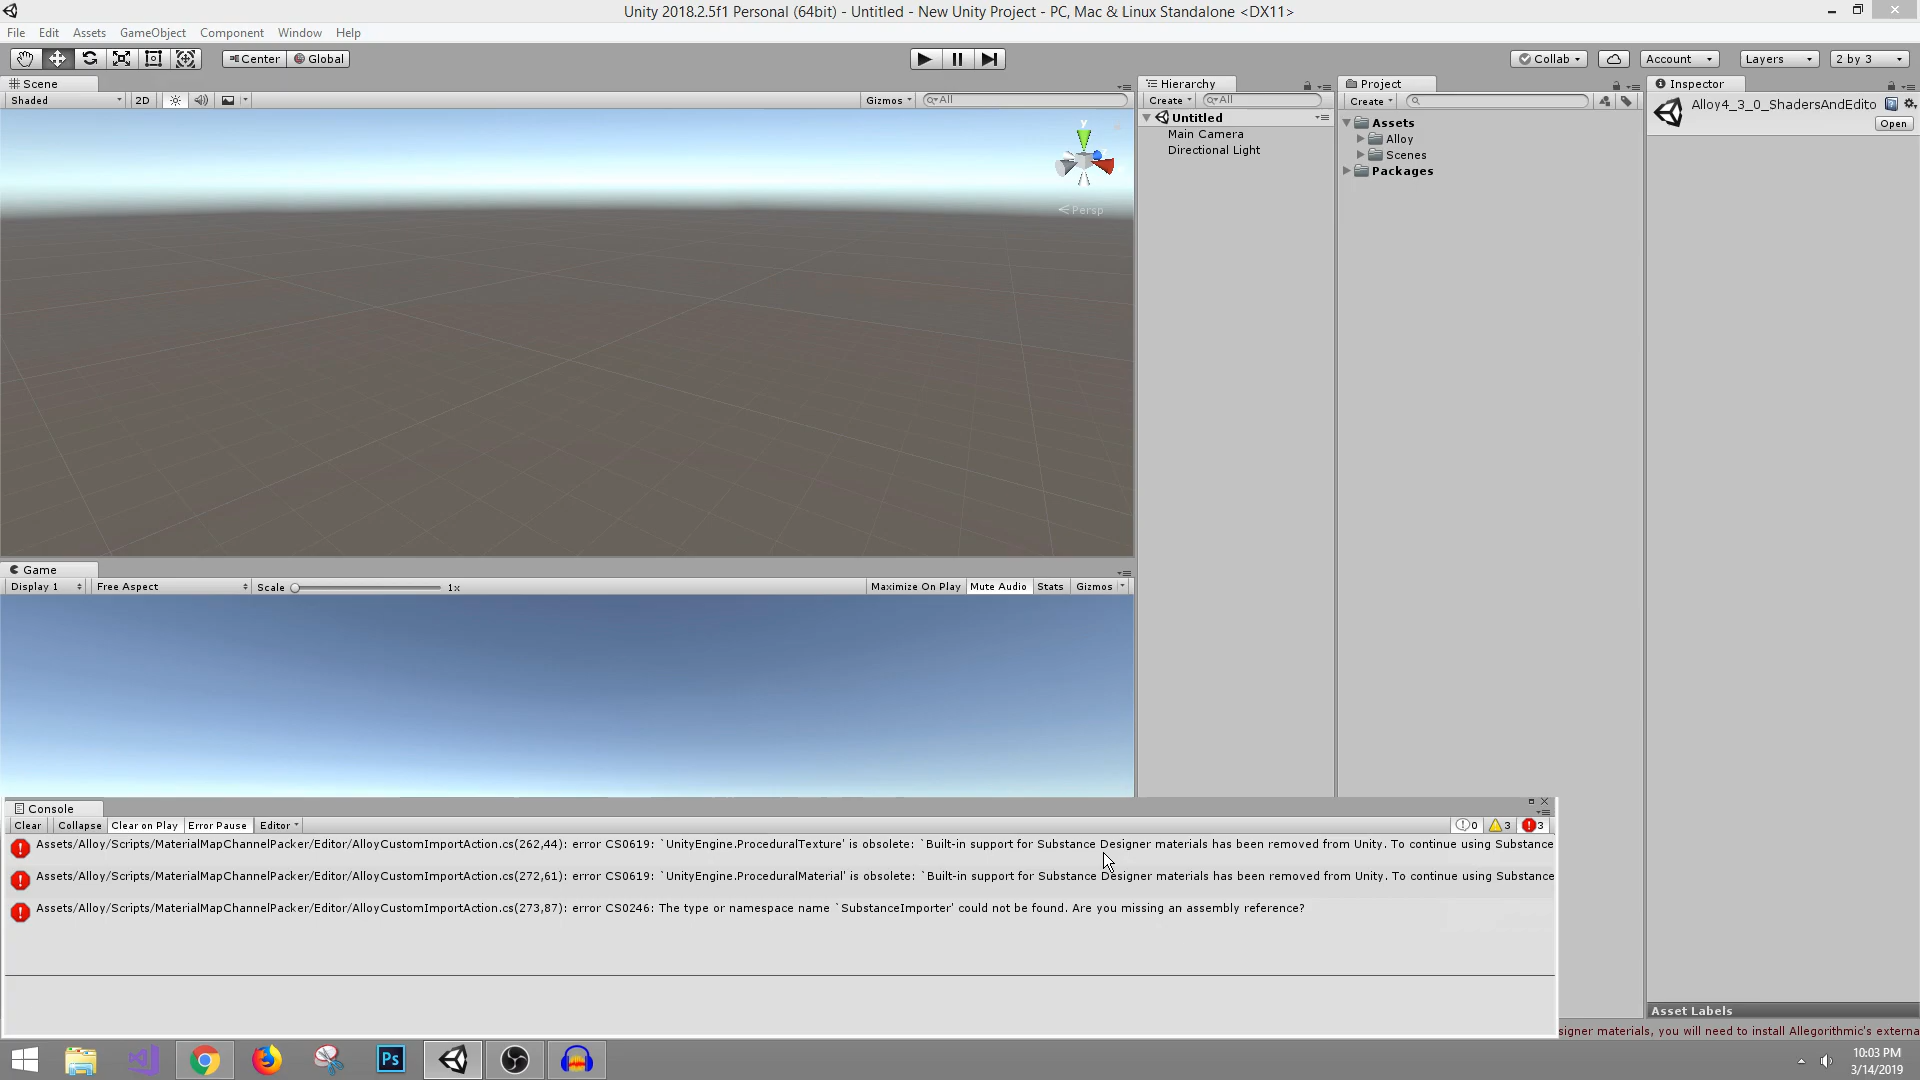 Unity 2018.2.5f1 Personal (64bit) - Untitled - New Unity Project - PC, Mac & Linux Standalone <DX11>
File Edit Assets GameObject Component Window Help
Center Global Collab Account Layers 2 by 3
Scene
Shaded 2D Gizmos All
y
Persp
Hierarchy
Create All
Untitled
Main Camera
Directional Light
Project
Create
Assets
Alloy
Scenes
Packages
Inspector
Alloy4_3_0_ShadersAndEdito
Open
Game
Display 1 Free Aspect Scale 1x Maximize On Play Mute Audio Stats Gizmos
Console
Clear Collapse Clear on Play Error Pause Editor 0 3 3
Assets/Alloy/Scripts/MaterialMapChannelPacker/Editor/AlloyCustomImportAction.cs(262,44): error CS0619: `UnityEngine.ProceduralTexture' is obsolete: `Built-in support for Substance Designer materials has been removed from Unity. To continue using Substance
Assets/Alloy/Scripts/MaterialMapChannelPacker/Editor/AlloyCustomImportAction.cs(272,61): error CS0619: `UnityEngine.ProceduralMaterial' is obsolete: `Built-in support for Substance Designer materials has been removed from Unity. To continue using Substance
Assets/Alloy/Scripts/MaterialMapChannelPacker/Editor/AlloyCustomImportAction.cs(273,87): error CS0246: The type or namespace name `SubstanceImporter' could not be found. Are you missing an assembly reference?
Asset Labels
signer materials, you will need to install Allegorithmic's externa
Ps
10:03 PM
3/14/2019